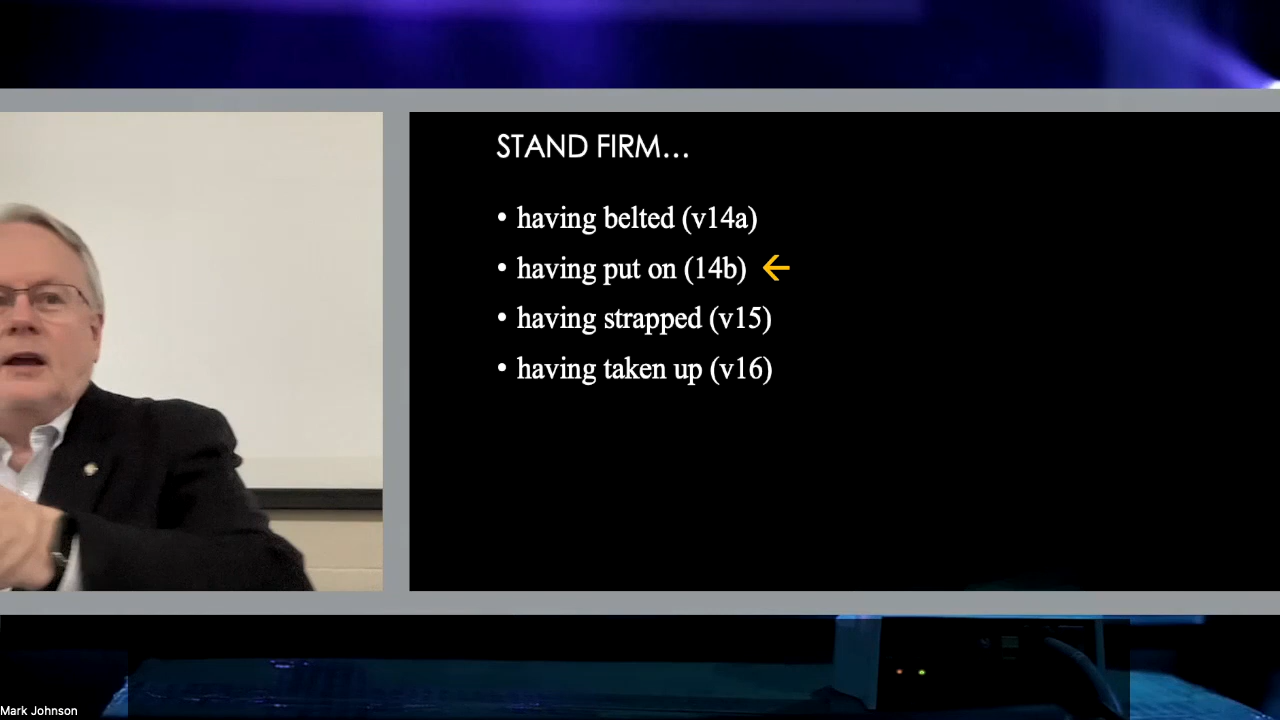 STAND FIRM…
• having belted (v14a)
• having put on (14b) ←
• having strapped (v15)
• having taken up (v16)
Mark Johnson